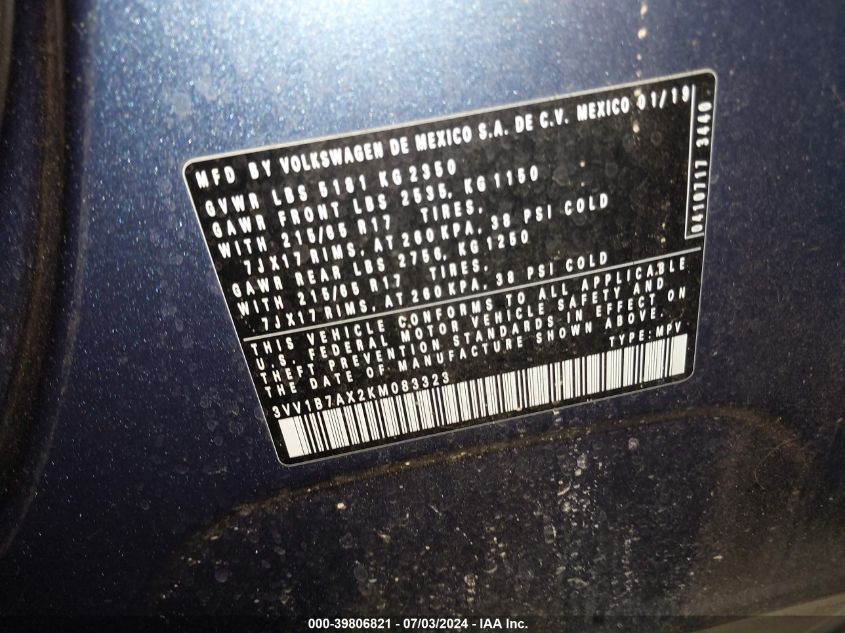 MFD BY VOLKSWAGEN DE MEXICO S.A. DE C.V. MEXICO 01/19
GVWR LBS 5181 KG 2350
GAWR FRONT LBS 2535, KG 1150
WITH 215/65 R17 TIRES,
7JX17 RIMS, AT 260 KPA, 38 PSI COLD
GAWR REAR LBS 2756, KG 1250
WITH 215/65 R17 TIRES,
7JX17 RIMS, AT 260 KPA, 38 PSI COLD
THIS VEHICLE CONFORMS TO ALL APPLICABLE
U.S. FEDERAL MOTOR VEHICLE SAFETY AND
THEFT PREVENTION STANDARDS IN EFFECT ON
THE DATE OF MANUFACTURE SHOWN ABOVE.
3VV1B7AX2KM083323 TYPE: MPV
0410717 3440
000-39806821 - 07/03/2024 - IAA Inc.